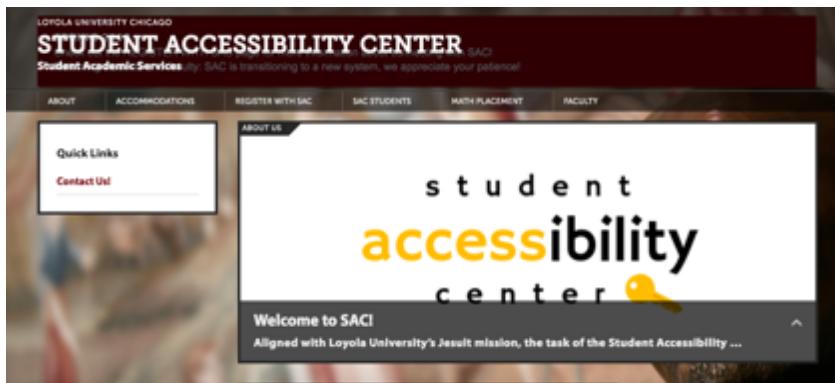 LOYOLA UNIVERSITY CHICAGO
STUDENT ACCESSIBILITY CENTER
SAC!
Student Academic Services
ulty: SAC is transitioning to a new system, we appreciate your patience!
ABOUT ACCOMMODATIONS REGISTER WITH SAC SAC STUDENTS MATH PLACEMENT FACULTY
Quick Links
Contact Us!
ABOUT US
student
accessibility
center
Welcome to SAC!
Aligned with Loyola University's Jesuit mission, the task of the Student Accessibility ...